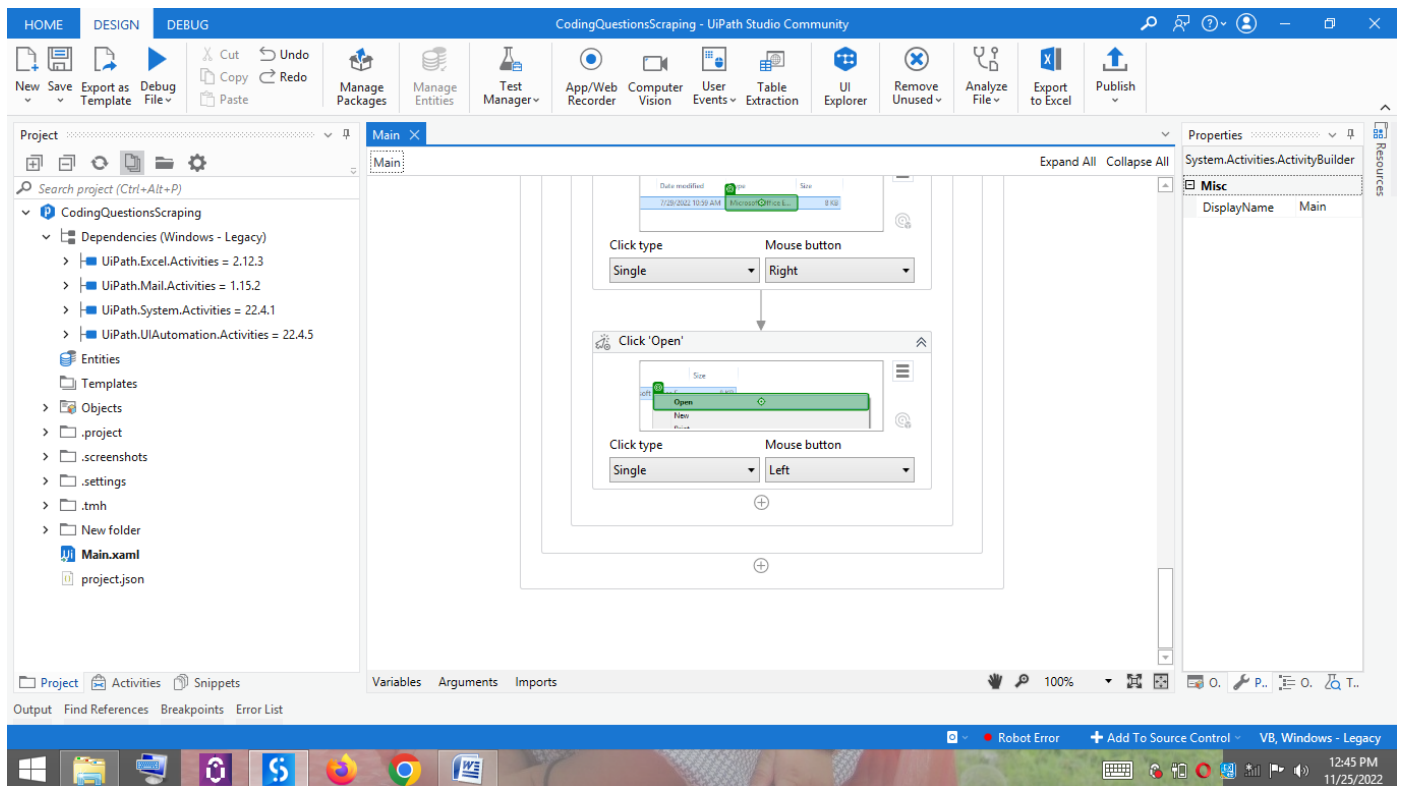 HOME DESIGN DEBUG CodingQuestionsScraping - UiPath Studio Community
New Save Export as Template Debug File Cut Copy Paste Undo Redo Manage Packages Manage Entities Test Manager App/Web Recorder Computer Vision User Events Table Extraction UI Explorer Remove Unused Analyze File Export to Excel Publish
Project
Search project (Ctrl+Alt+P)
CodingQuestionsScraping
Dependencies (Windows - Legacy)
UiPath.Excel.Activities = 2.12.3
UiPath.Mail.Activities = 1.15.2
UiPath.System.Activities = 22.4.1
UiPath.UIAutomation.Activities = 22.4.5
Entities
Templates
Objects
.project
.screenshots
.settings
.tmh
New folder
Main.xaml
project.json
Project Activities Snippets
Main
Main Expand All Collapse All
Date modified Size
7/29/2022 10:59 AM 8 KB
Click type Mouse button
Single Right
Click 'Open'
Size
Open
New
Click type Mouse button
Single Left
Variables Arguments Imports 100%
Properties
System.Activities.ActivityBuilder
Misc
DisplayName Main
Resources
O. P.. O. T..
Output Find References Breakpoints Error List
Robot Error Add To Source Control VB, Windows - Legacy
12:45 PM
11/25/2022